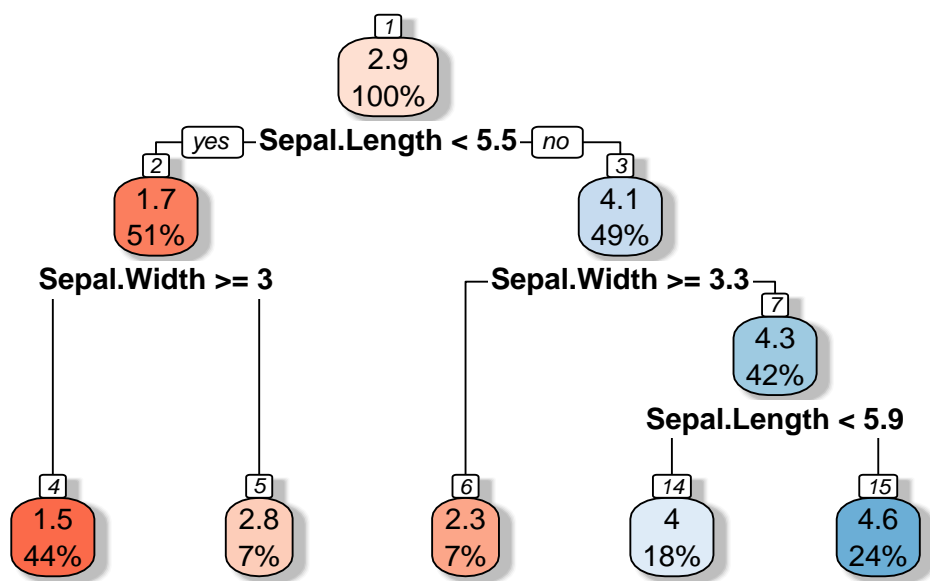 1
2.9
100%
yes Sepal.Length < 5.5 no
2 3
1.7 4.1
51% 49%
Sepal.Width >= 3 Sepal.Width >= 3.3
7
4.3
42%
Sepal.Length < 5.9
4 5 6 14 15
1.5 2.8 2.3 4 4.6
44% 7% 7% 18% 24%